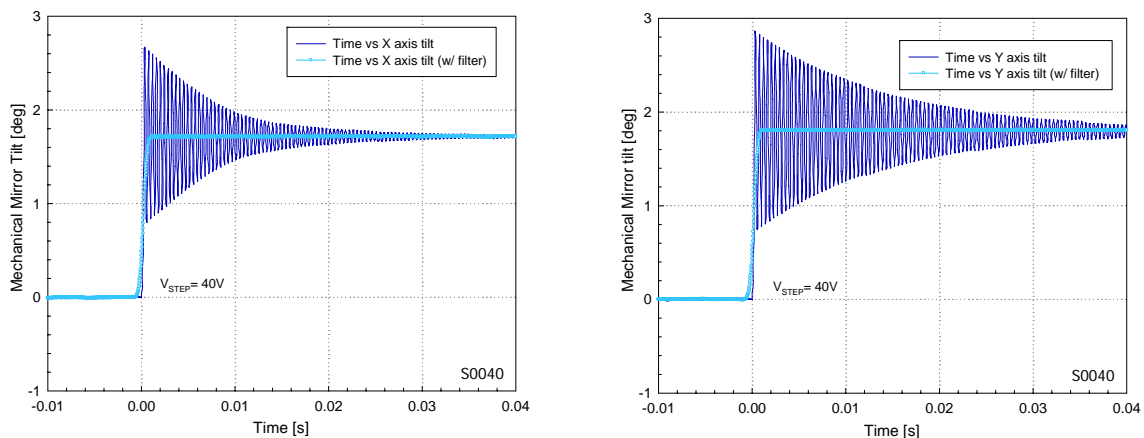 3
2
1
0
-1
Mechanical Mirror Tilt [deg]
Time vs X axis tilt
Time vs X axis tilt (w/ filter)
V_STEP= 40V
S0040
-0.01 0.00 0.01 0.02 0.03 0.04
Time [s]
3
2
1
0
-1
Mechanical Mirror tilt [deg]
Time vs Y axis tilt
Time vs Y axis tilt (w/ filter)
V_STEP= 40V
S0040
-0.01 0.00 0.01 0.02 0.03 0.04
Time [s]